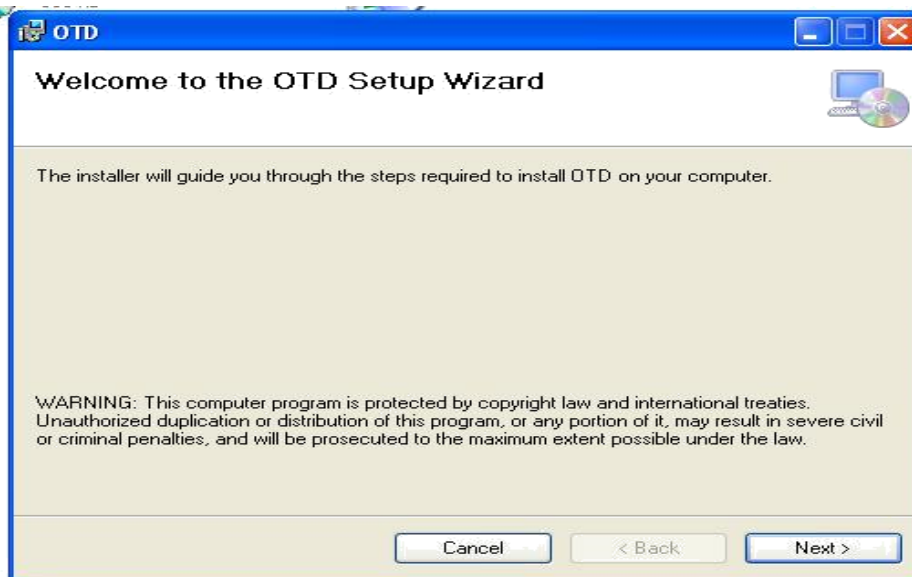 OTD
Welcome to the OTD Setup Wizard
The installer will guide you through the steps required to install OTD on your computer.
WARNING: This computer program is protected by copyright law and international treaties.
Unauthorized duplication or distribution of this program, or any portion of it, may result in severe civil
or criminal penalties, and will be prosecuted to the maximum extent possible under the law.
Cancel
< Back
Next >